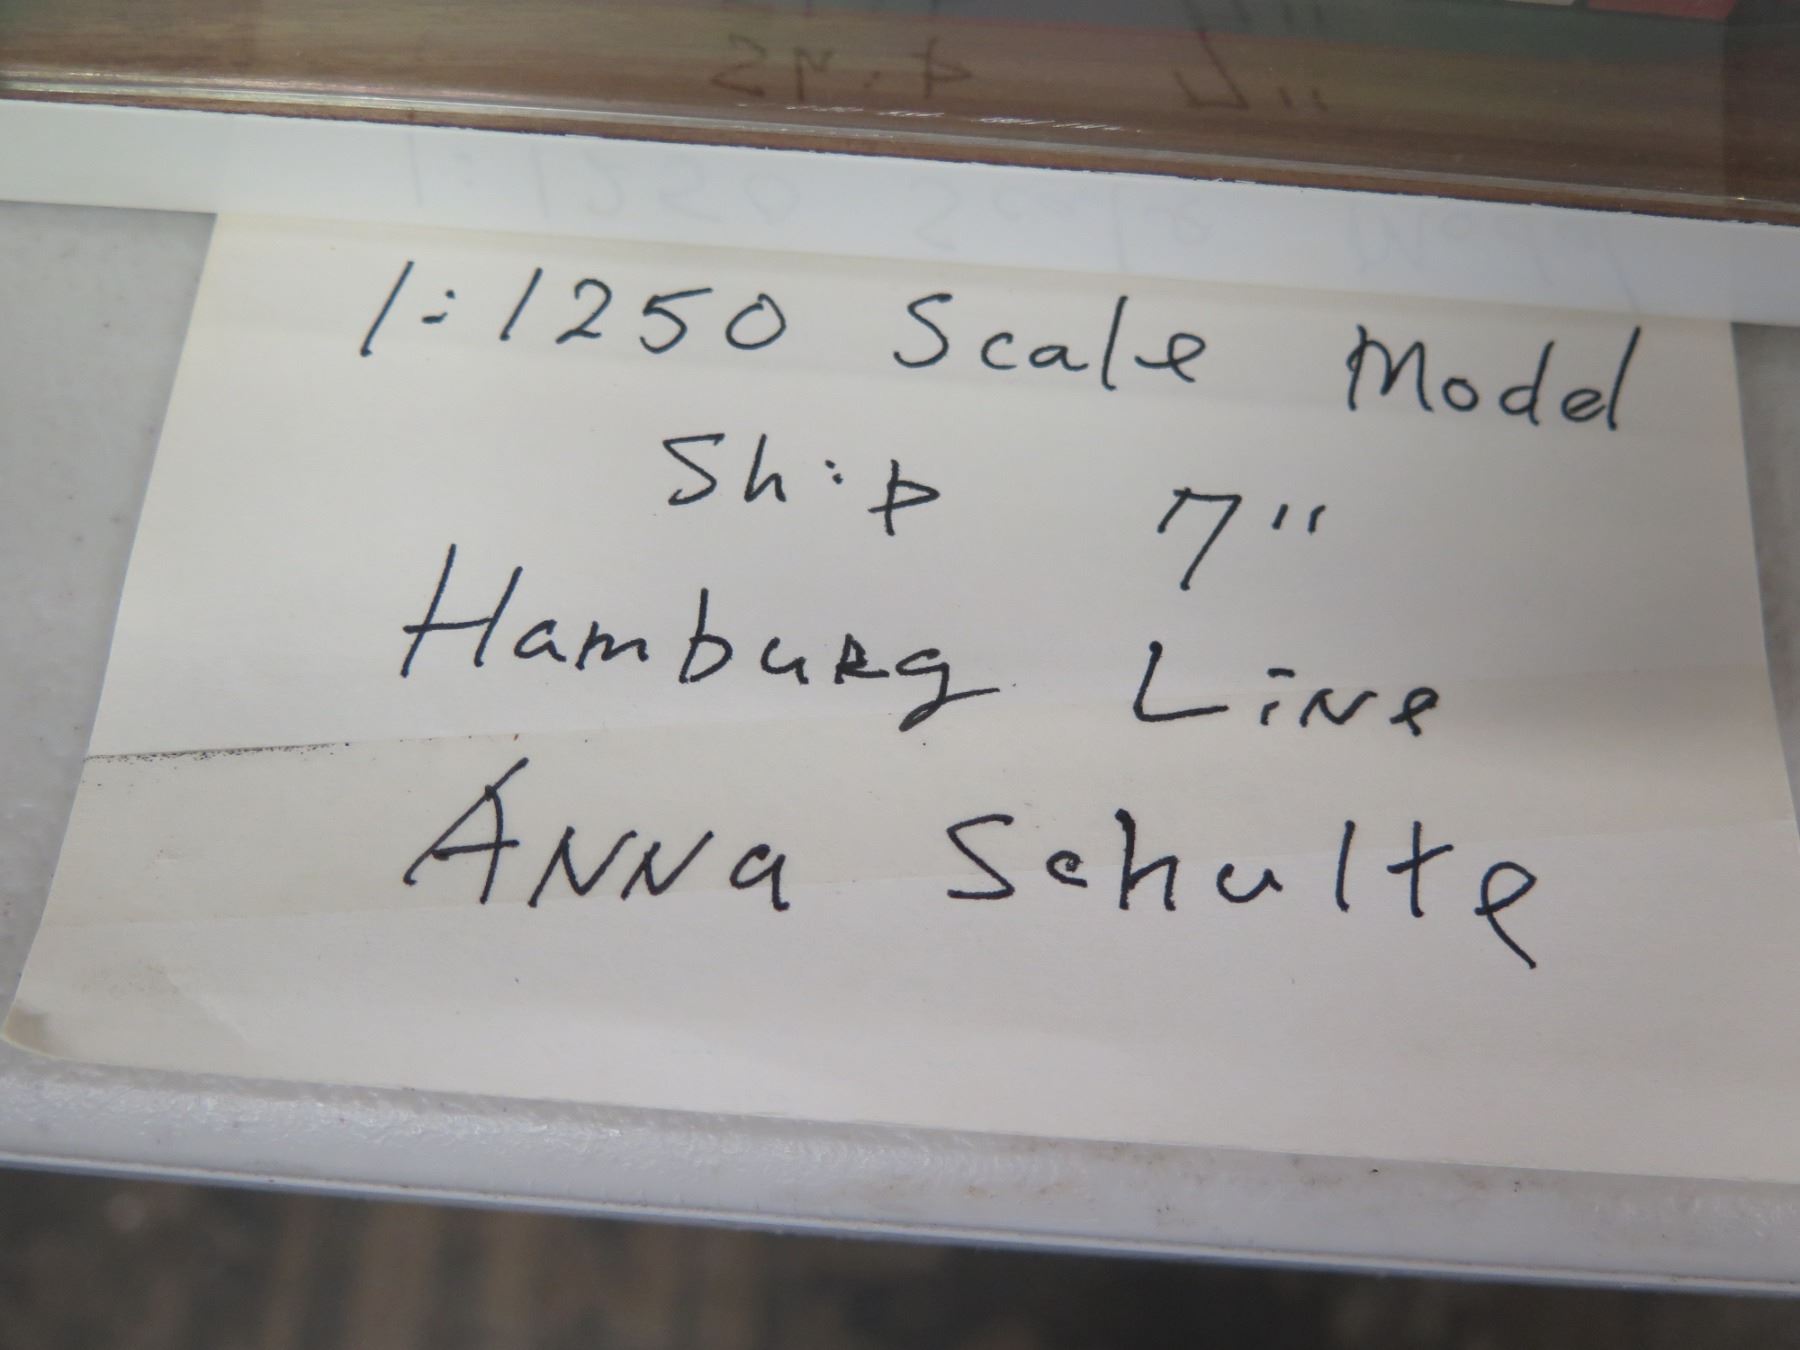 1:1250 Scale Model
Ship 7"
Hamburg Line
Anna Schulte